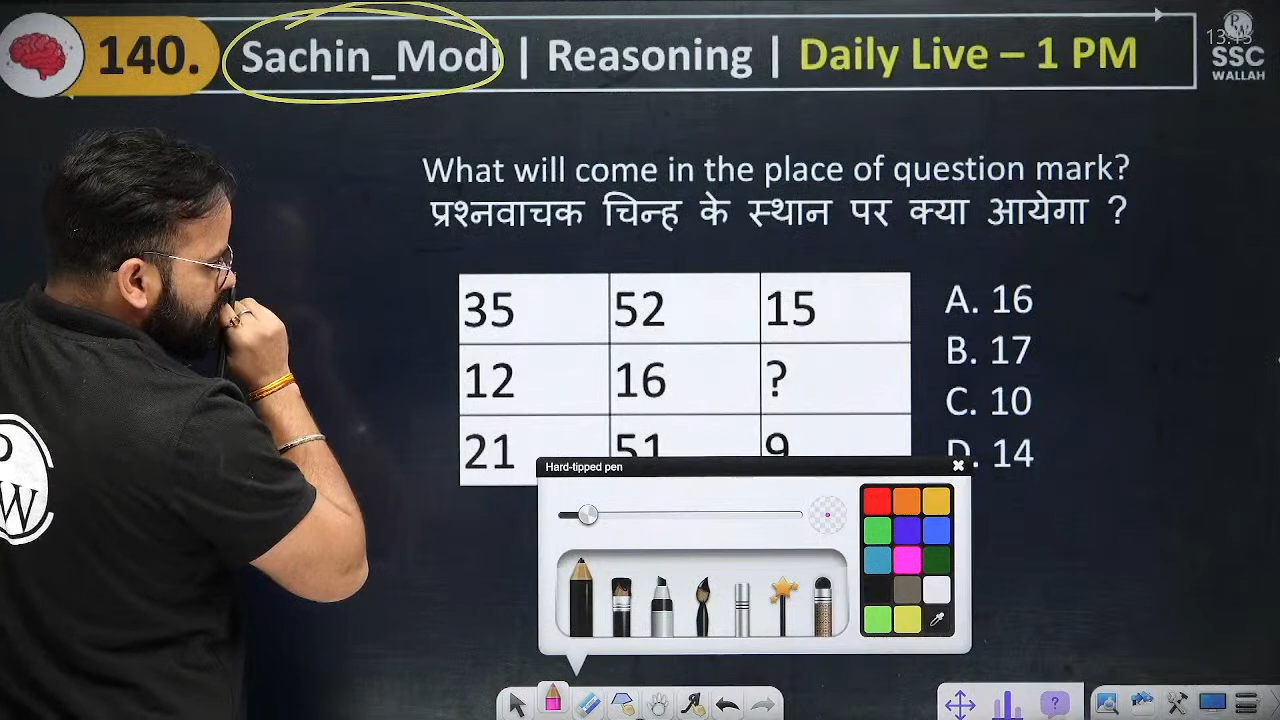 140. Sachin_Modi | Reasoning | Daily Live – 1 PM
PW
SSC
WALLAH
What will come in the place of question mark?
प्रश्नवाचक चिन्ह के स्थान पर क्या आयेगा ?
35 52 15
12 16 ?
21 51 9
A. 16
B. 17
C. 10
D. 14
Hard-tipped pen
W